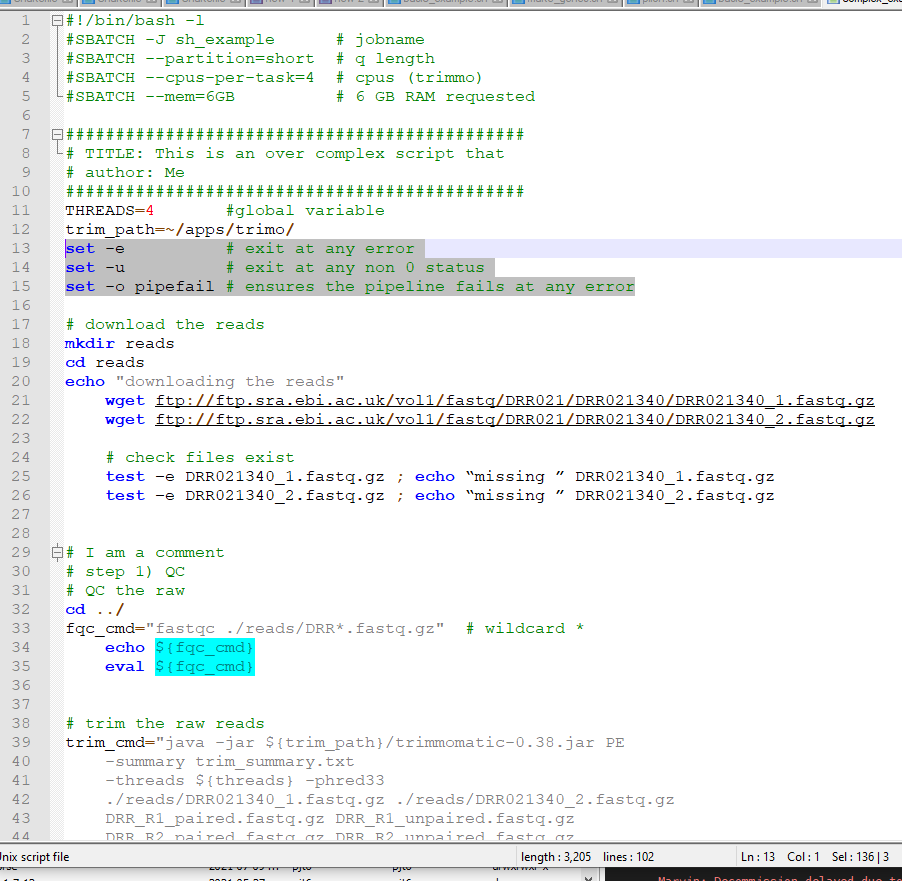 1 #!/bin/bash -l
2 #SBATCH -J sh_example # jobname
3 #SBATCH --partition=short # q length
4 #SBATCH --cpus-per-task=4 # cpus (trimmo)
5 #SBATCH --mem=6GB # 6 GB RAM requested
6
7 ##############################################
8 # TITLE: This is an over complex script that
9 # author: Me
10 ##############################################
11 THREADS=4 #global variable
12 trim_path=~/apps/trimo/
13 set -e # exit at any error
14 set -u # exit at any non 0 status
15 set -o pipefail # ensures the pipeline fails at any error
16
17 # download the reads
18 mkdir reads
19 cd reads
20 echo "downloading the reads"
21 wget ftp://ftp.sra.ebi.ac.uk/vol1/fastq/DRR021/DRR021340/DRR021340_1.fastq.gz
22 wget ftp://ftp.sra.ebi.ac.uk/vol1/fastq/DRR021/DRR021340/DRR021340_2.fastq.gz
23
24 # check files exist
25 test -e DRR021340_1.fastq.gz ; echo “missing ” DRR021340_1.fastq.gz
26 test -e DRR021340_2.fastq.gz ; echo “missing ” DRR021340_2.fastq.gz
27
28
29 # I am a comment
30 # step 1) QC
31 # QC the raw
32 cd ../
33 fqc_cmd="fastqc ./reads/DRR*.fastq.gz" # wildcard *
34 echo ${fqc_cmd}
35 eval ${fqc_cmd}
36
37
38 # trim the raw reads
39 trim_cmd="java -jar ${trim_path}/trimmomatic-0.38.jar PE
40 -summary trim_summary.txt
41 -threads ${threads} -phred33
42 ./reads/DRR021340_1.fastq.gz ./reads/DRR021340_2.fastq.gz
43 DRR_R1_paired.fastq.gz DRR_R1_unpaired.fastq.gz
44 DRR_R2_paired.fastq.gz DRR_R2_unpaired.fastq.gz
Unix script file length : 3,205 lines : 102 Ln : 13 Col : 1 Sel : 136 | 3